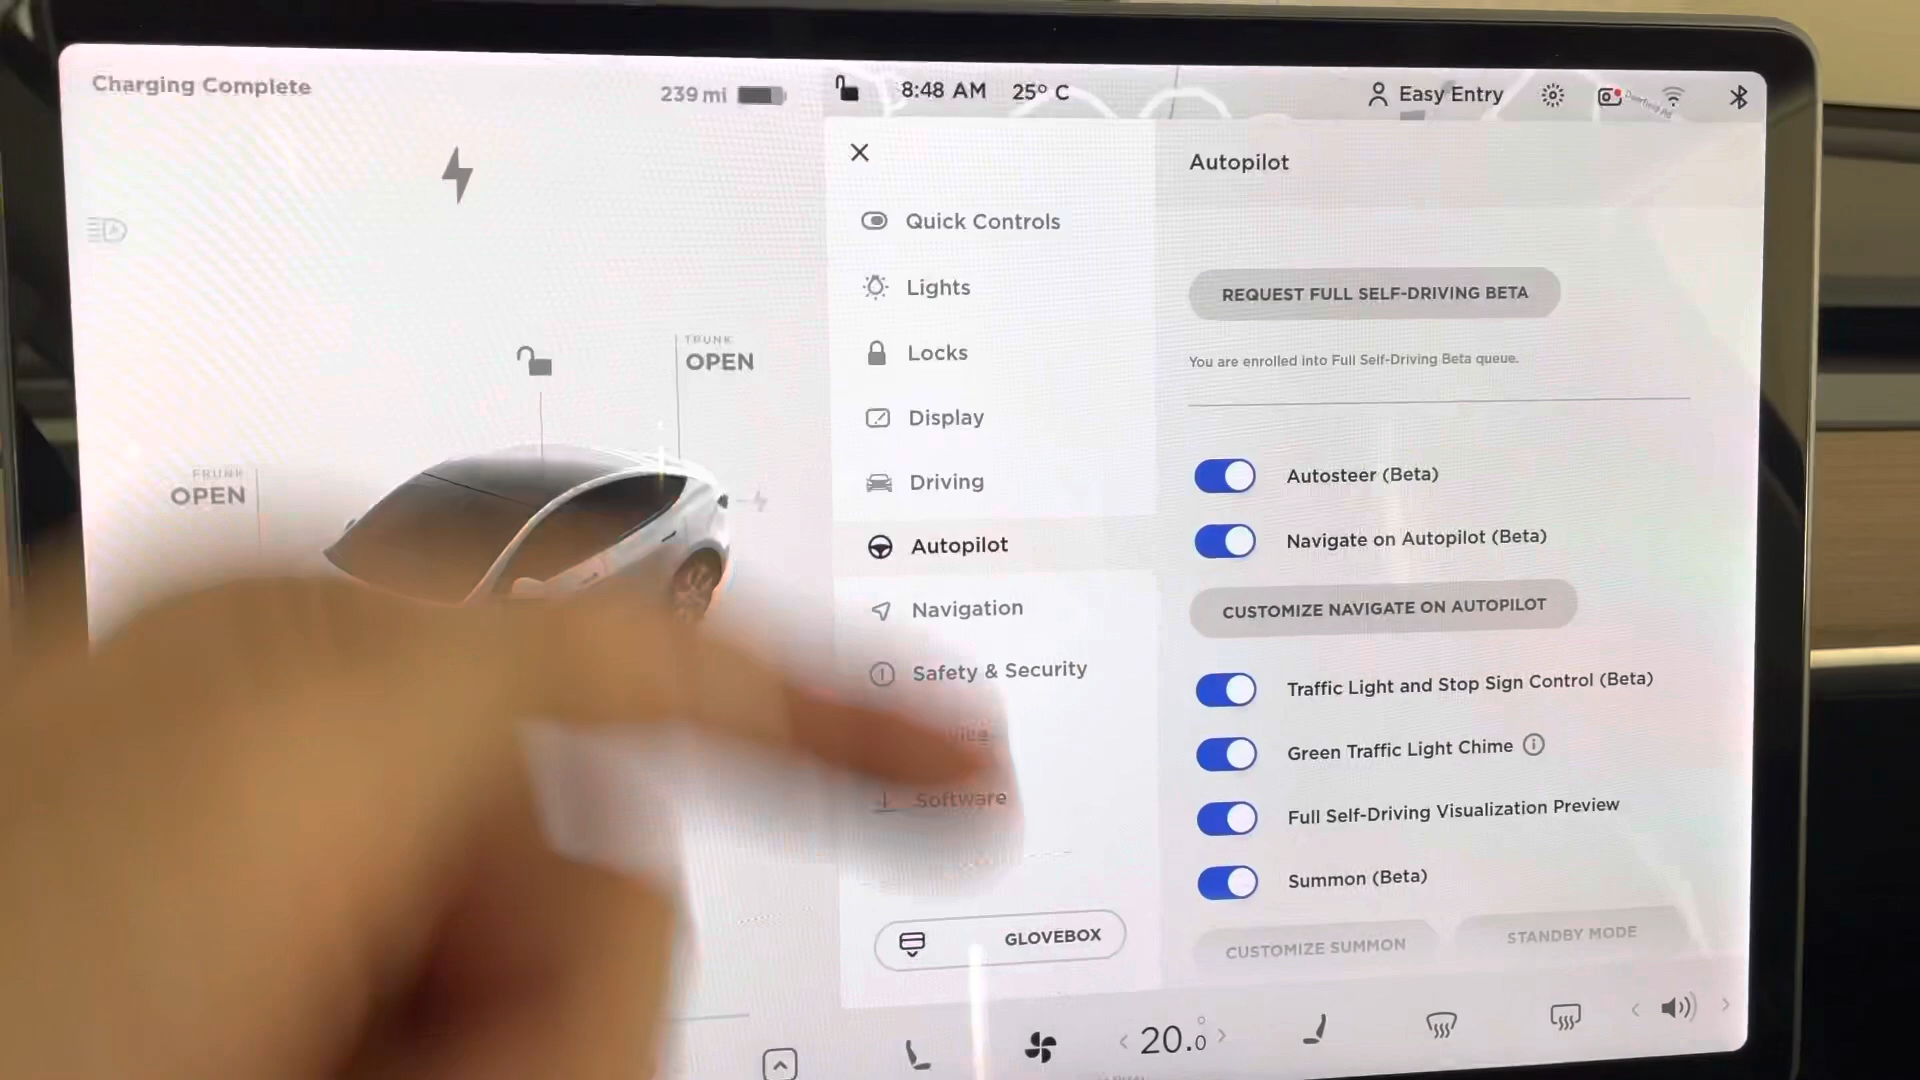 Charging Complete
239 mi
8:48 AM 25° C
Easy Entry
TRUNK
OPEN
FRUNK
OPEN
Quick Controls
Lights
Locks
Display
Driving
Autopilot
Navigation
Safety & Security
Software
GLOVEBOX
Autopilot
REQUEST FULL SELF-DRIVING BETA
You are enrolled into Full Self-Driving Beta queue.
Autosteer (Beta)
Navigate on Autopilot (Beta)
CUSTOMIZE NAVIGATE ON AUTOPILOT
Traffic Light and Stop Sign Control (Beta)
Green Traffic Light Chime
Full Self-Driving Visualization Preview
Summon (Beta)
CUSTOMIZE SUMMON
STANDBY MODE
20.0°